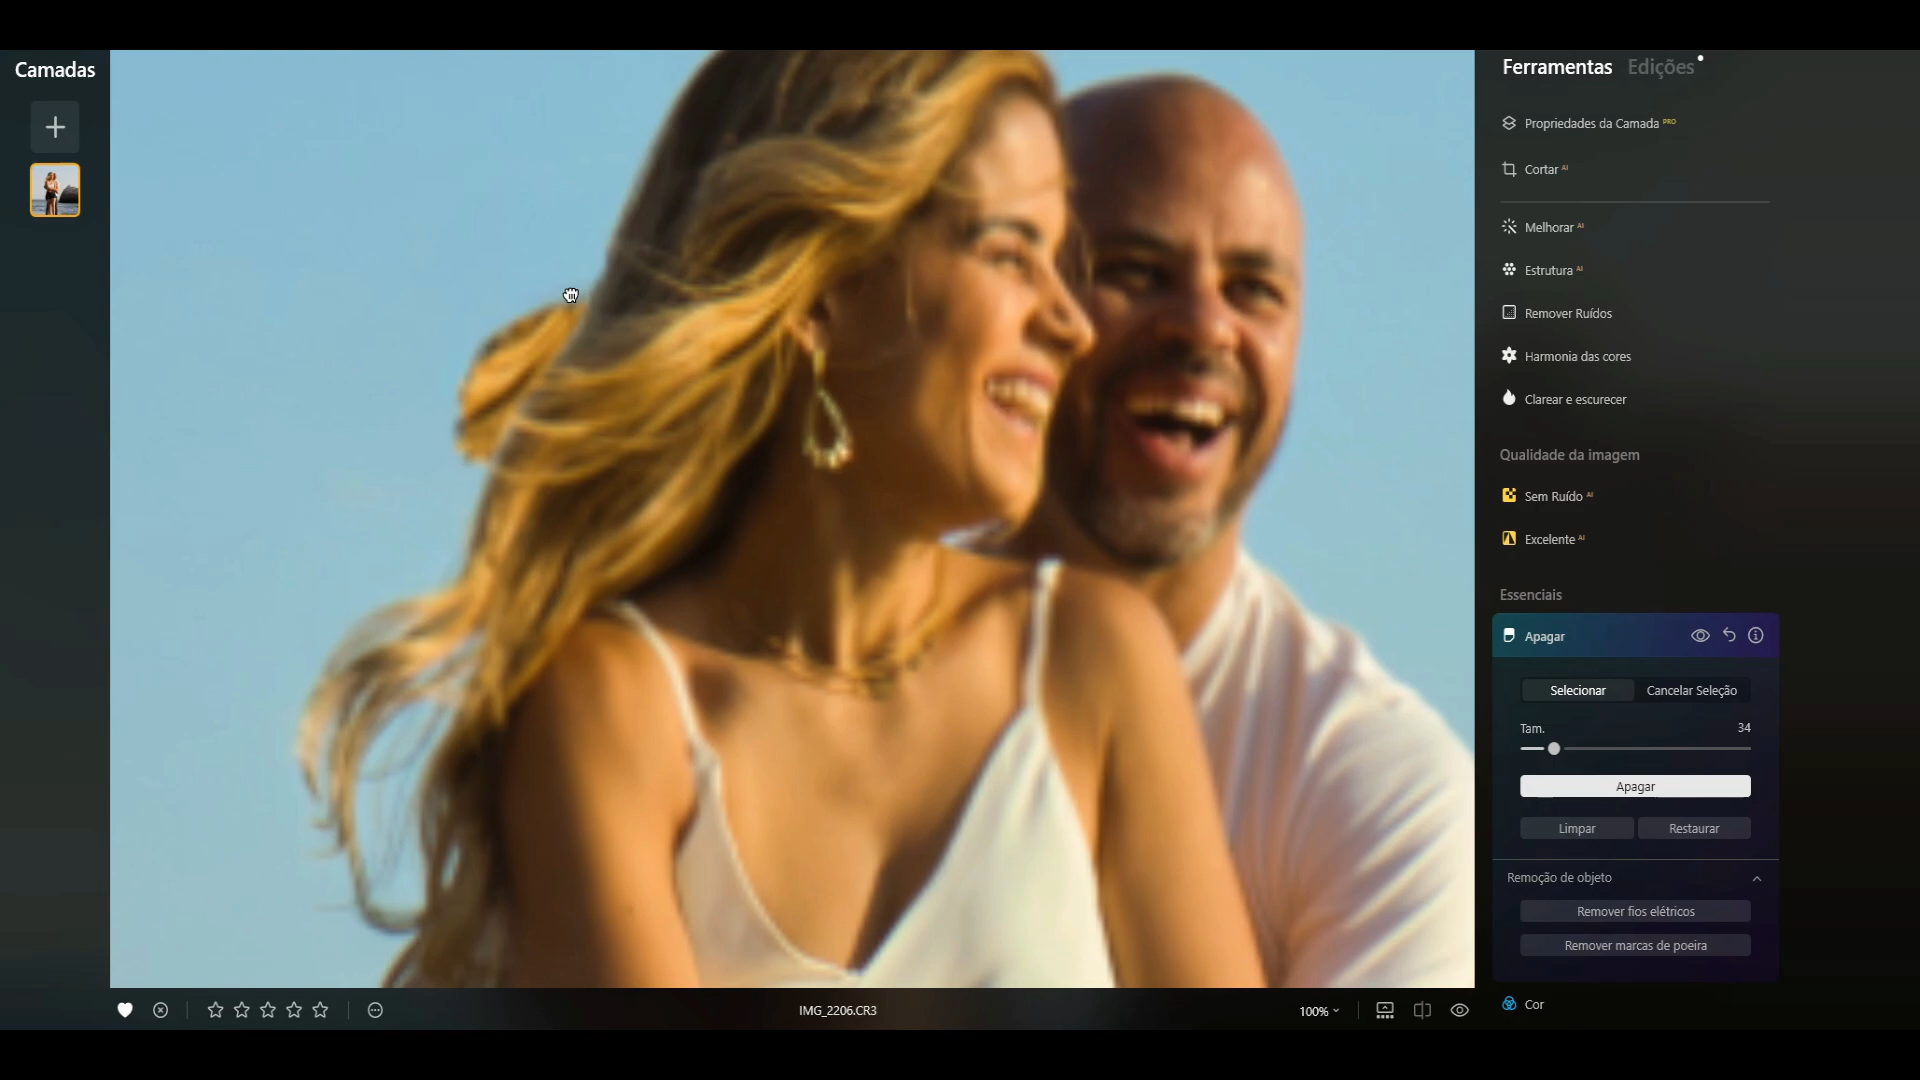 Camadas
Ferramentas Edições
Propriedades da Camada PRO
Cortar AI
Melhorar AI
Estrutura AI
Remover Ruídos
Harmonia das cores
Clarear e escurecer
Qualidade da imagem
Sem Ruído AI
Excelente AI
Essenciais
Apagar
Selecionar Cancelar Seleção
Tam. 34
Apagar
Limpar Restaurar
Remoção de objeto
Remover fios elétricos
Remover marcas de poeira
Cor
IMG_2206.CR3
100%